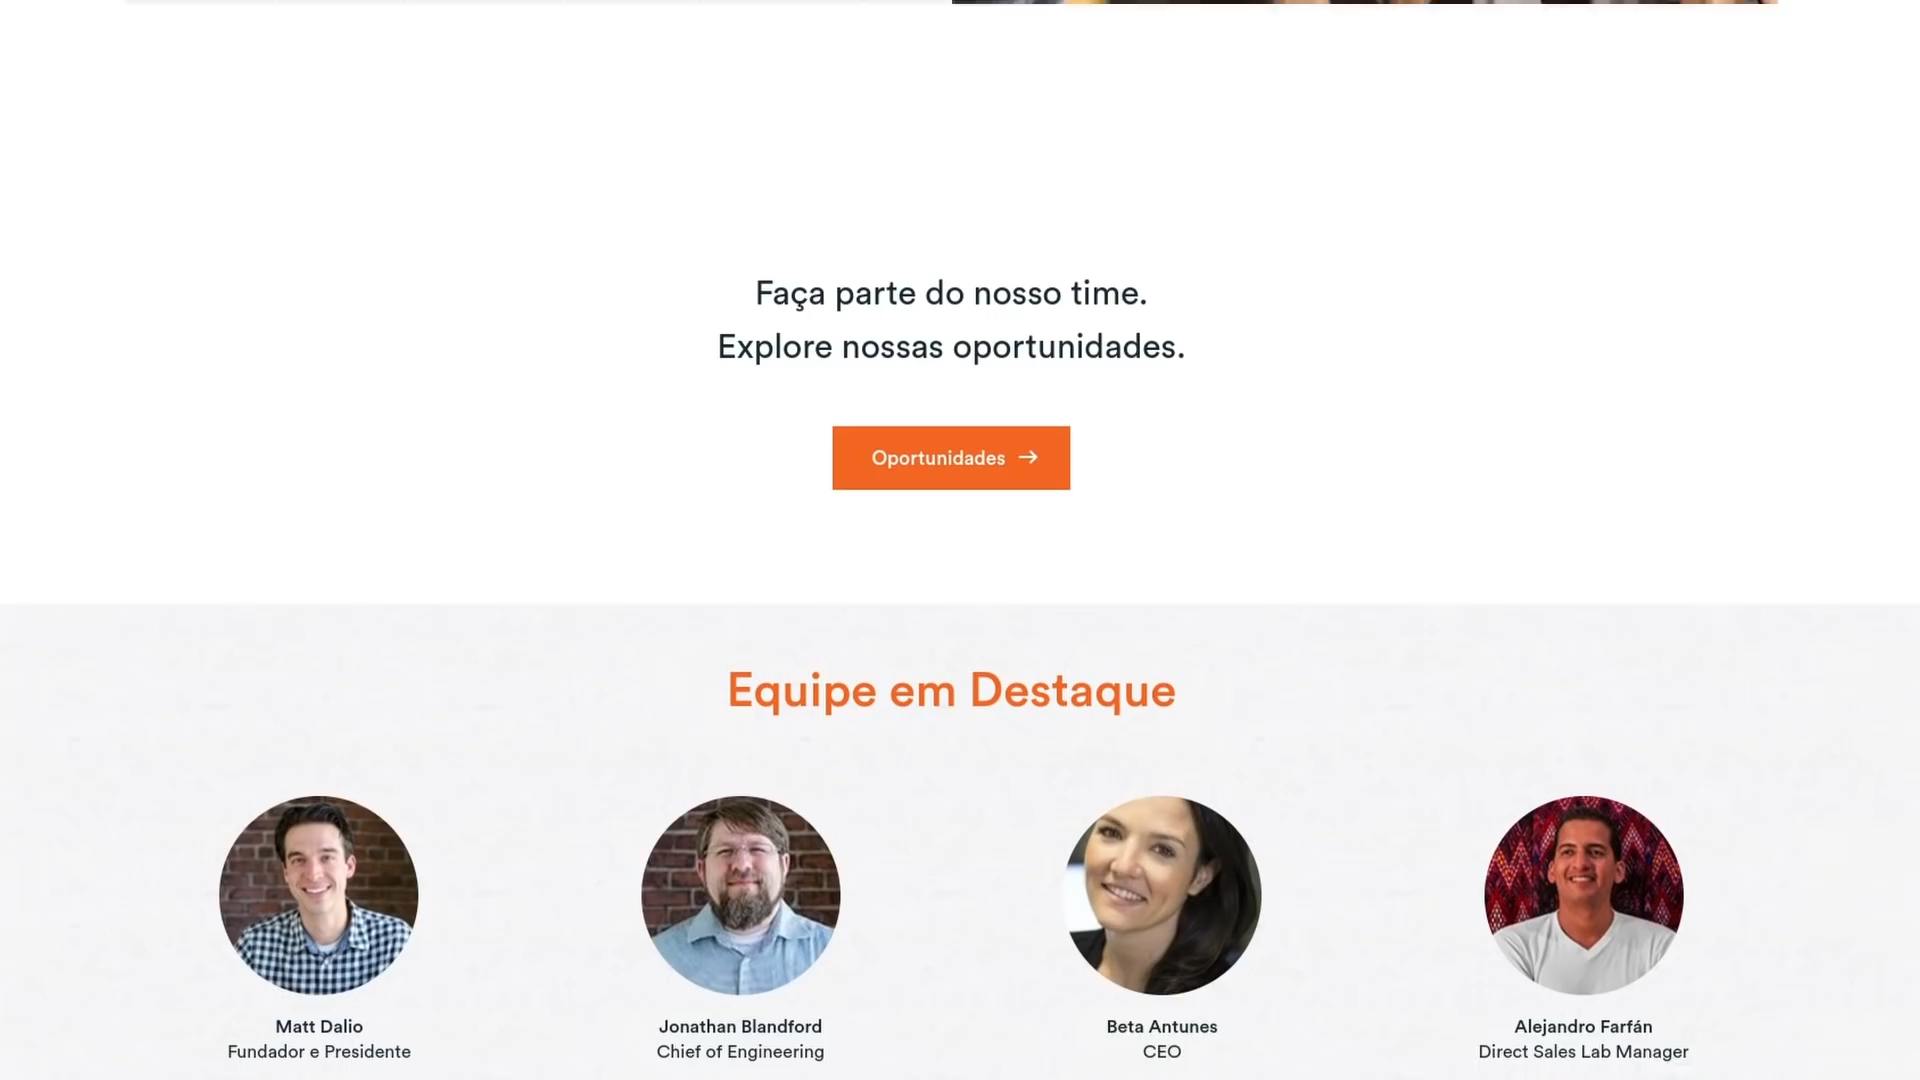 Faça parte do nosso time.
Explore nossas oportunidades.
Oportunidades →
Equipe em Destaque
Matt Dalio
Fundador e Presidente
Jonathan Blandford
Chief of Engineering
Beta Antunes
CEO
Alejandro Farfán
Direct Sales Lab Manager